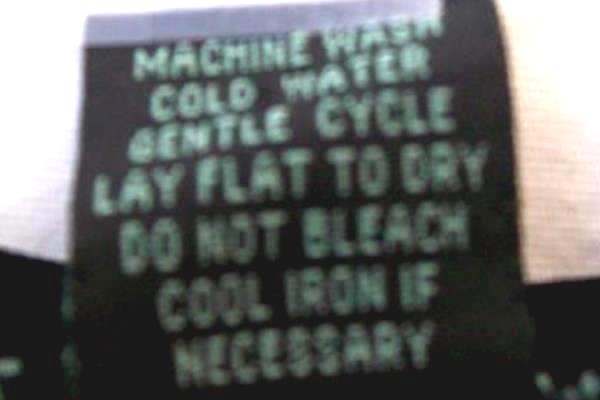 MACHINE WASH
COLD WATER
GENTLE CYCLE
LAY FLAT TO DRY
DO NOT BLEACH
COOL IRON IF
NECESSARY